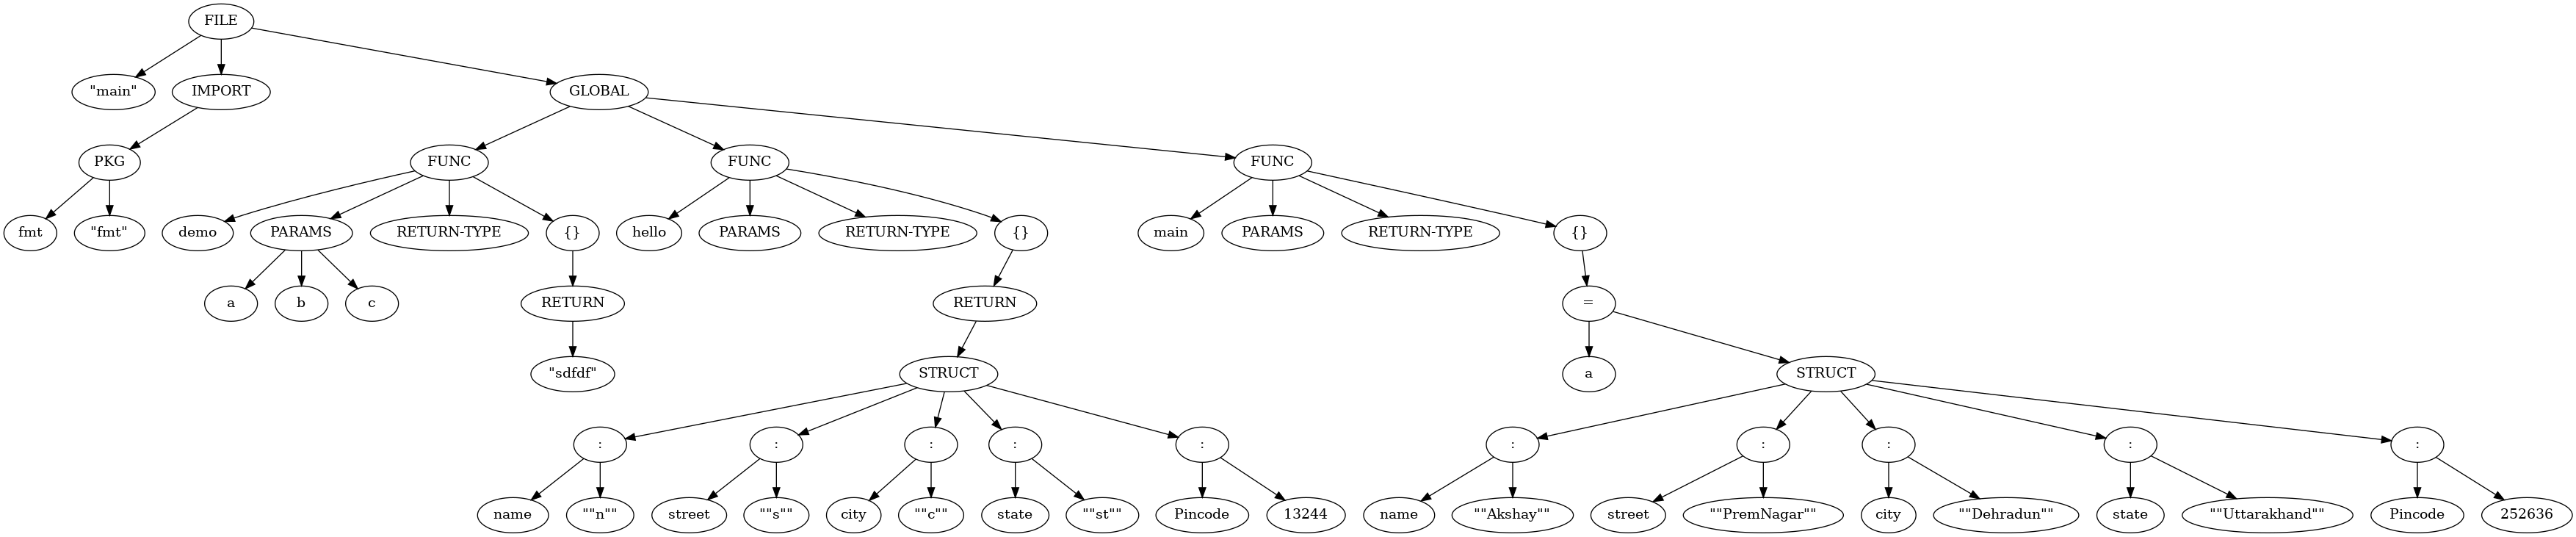 FILE
"main"
IMPORT
GLOBAL
PKG
FUNC
FUNC
FUNC
fmt
"fmt"
demo
PARAMS
RETURN-TYPE
{}
hello
PARAMS
RETURN-TYPE
{}
main
PARAMS
RETURN-TYPE
{}
a
b
c
RETURN
RETURN
=
"sdfdf"
STRUCT
a
STRUCT
:
:
:
:
:
:
:
:
:
:
name
""n""
street
""s""
city
""c""
state
""st""
Pincode
13244
name
""Akshay""
street
""PremNagar""
city
""Dehradun""
state
""Uttarakhand""
Pincode
252636